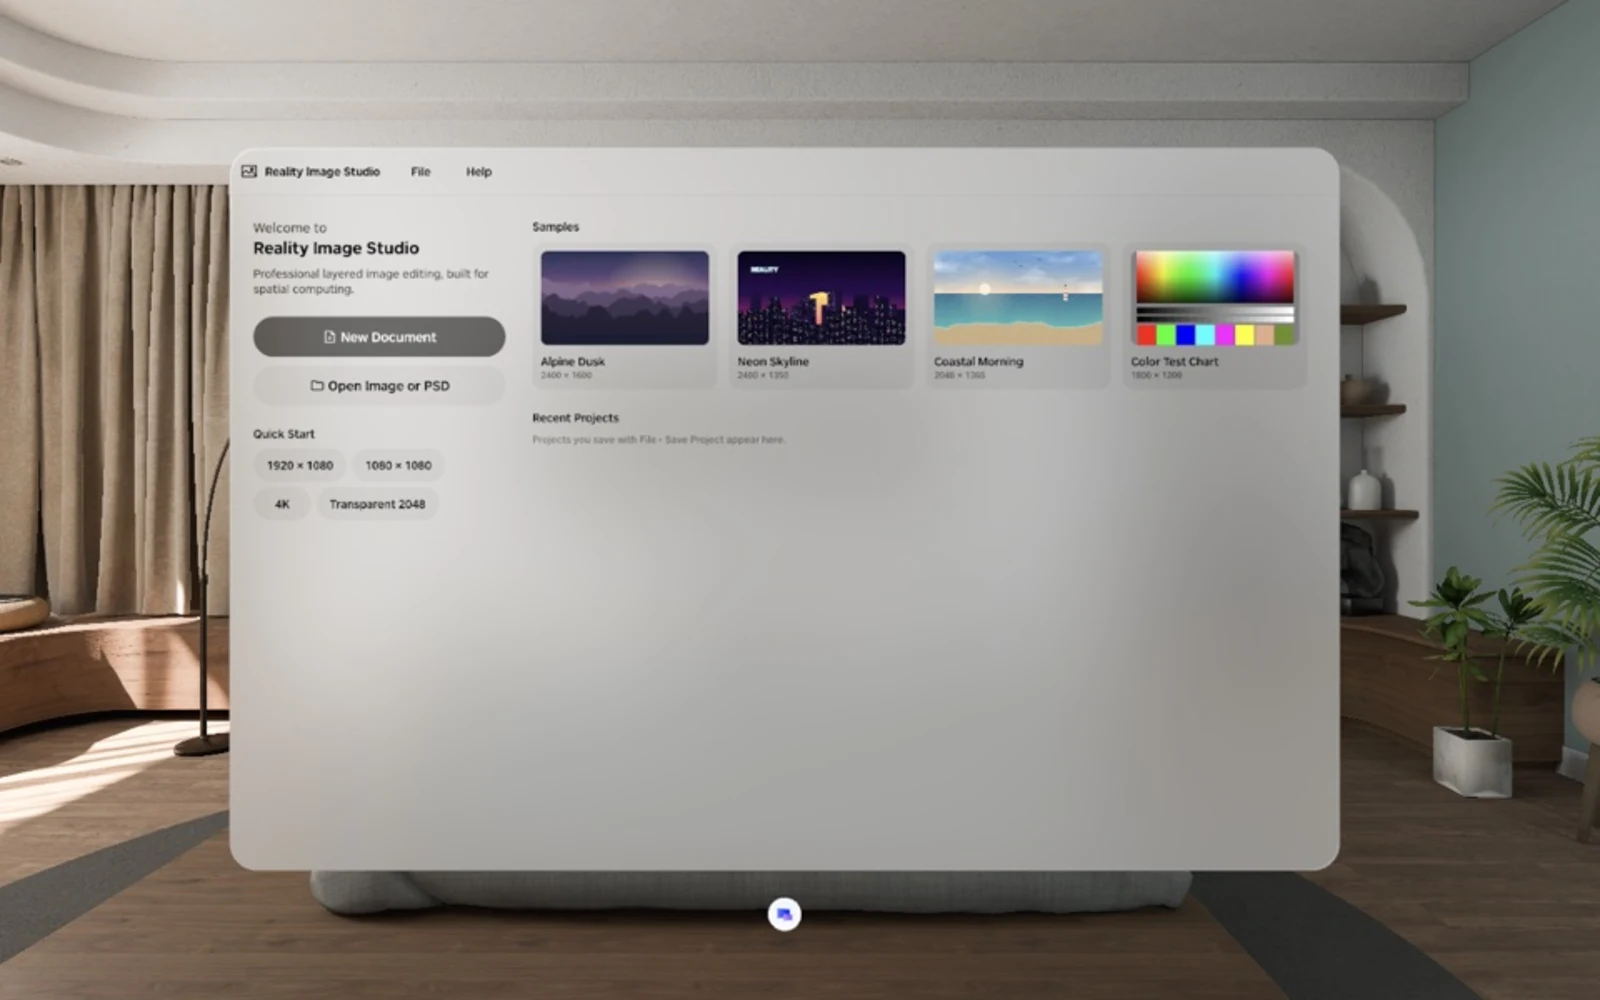 Reality Image Studio File Help
Welcome to
Reality Image Studio
Professional layered image editing, built for
spatial computing.
New Document
Open Image or PSD
Quick Start
1920 × 1080 1080 × 1080
4K Transparent 2048
Samples
REALITY
Alpine Dusk
2400 × 1600
Neon Skyline
2400 × 1350
Coastal Morning
2048 × 1365
Color Test Chart
1800 × 1200
Recent Projects
Projects you save with File › Save Project appear here.